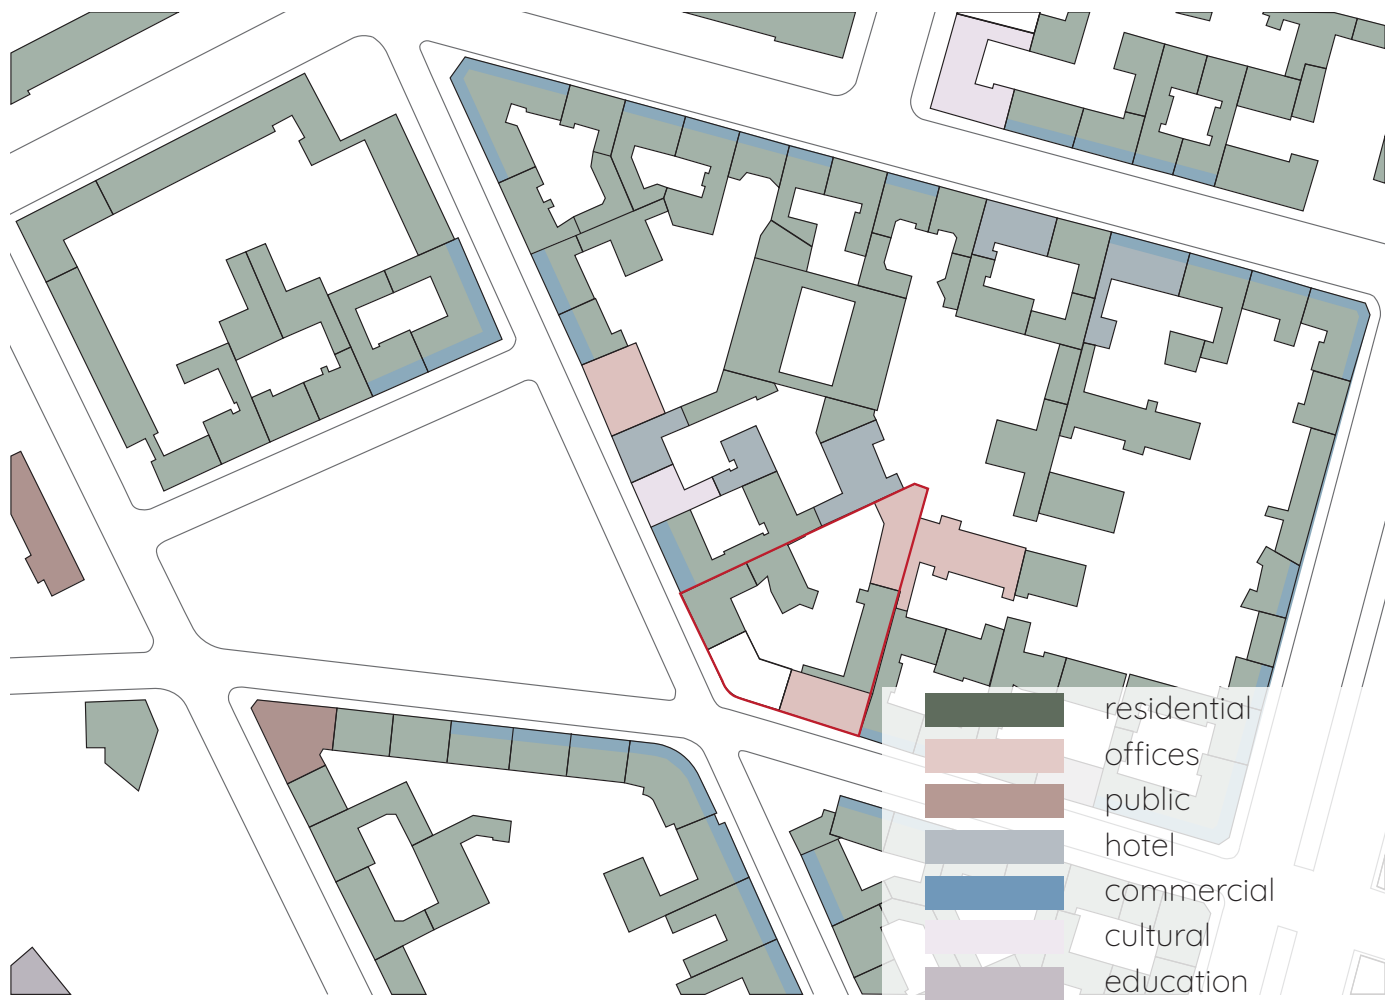 residential
offices
public
hotel
commercial
cultural
education